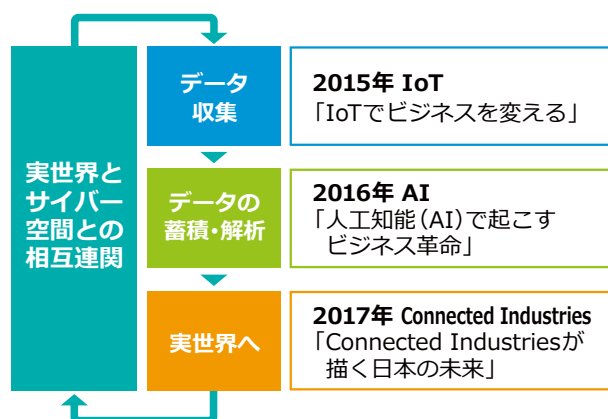 実世界と
サイバー
空間との
相互連関
データ
収集
2015年 IoT
「IoTでビジネスを変える」
データの
蓄積・解析
2016年 AI
「人工知能（AI）で起こす
ビジネス革命」
実世界へ
2017年 Connected Industries
「Connected Industriesが
描く日本の未来」